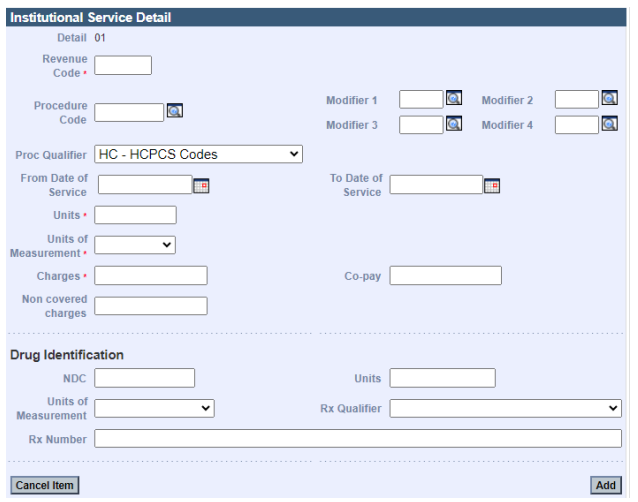 Institutional Service Detail
Detail 01
Revenue
Code •
Procedure
Code
Modifier 1
Modifier 2
Modifier 3
Modifier 4
Proc Qualifier HC - HCPCS Codes
From Date of
Service
To Date of
Service
Units •
Units of
Measurement •
Charges •
Co-pay
Non covered
charges
Drug Identification
NDC
Units
Units of
Measurement
Rx Qualifier
Rx Number
Cancel Item
Add